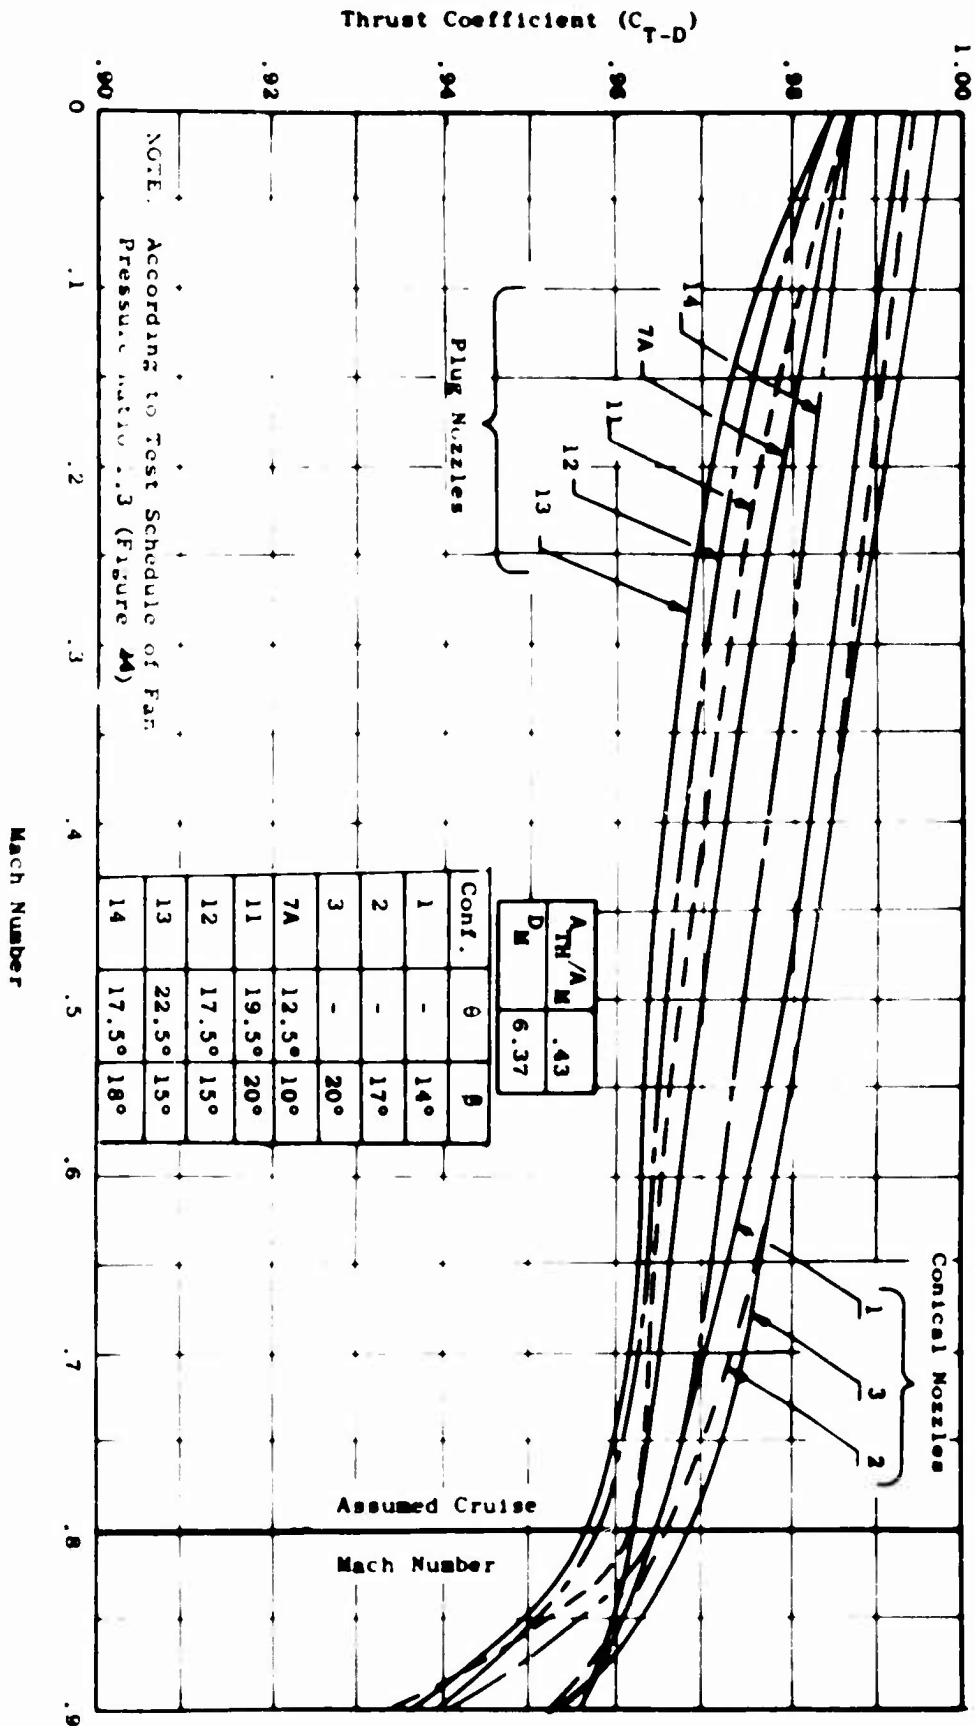 Thrust Coefficient (C_T-D)
1.00
.98
.96
.94
.92
.90
0
.1
.2
.3
.4
.5
.6
.7
.8
.9
Mach Number
14
7A
11
12
13
Plug Nozzles
Conical Nozzles
1
3
2
Assumed Cruise
Mach Number
A_TH/A_M .43
D_M 6.37
Conf. θ β
1 - 14°
2 - 17°
3 - 20°
7A 12.5° 10°
11 19.5° 20°
12 17.5° 15°
13 22.5° 15°
14 17.5° 18°
NOTE. According to Test Schedule of Fan
Pressure .3 (Figure